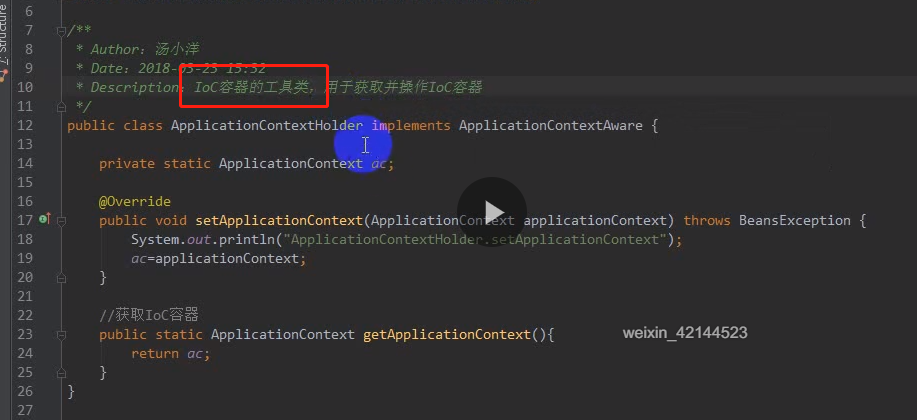 Z: Structure
6
7 /**
8 * Author: 汤小洋
9 * Date: 2018-05-25 15:32
10 * Description: IoC容器的工具类，用于获取并操作IoC容器
11 */
12 public class ApplicationContextHolder implements ApplicationContextAware {
13
14 private static ApplicationContext ac;
15
16 @Override
17 public void setApplicationContext(ApplicationContext applicationContext) throws BeansException {
18 System.out.println("ApplicationContextHolder.setApplicationContext");
19 ac=applicationContext;
20 }
21
22 //获取IoC容器
23 public static ApplicationContext getApplicationContext(){
24 return ac;
25 }
26 }
27
weixin_42144523